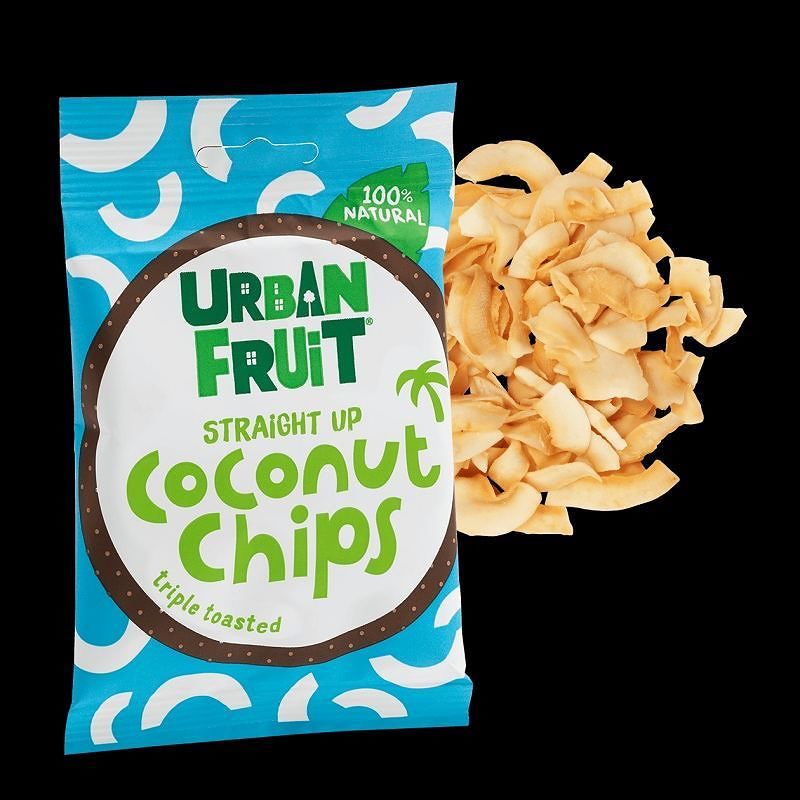 100%
NATURAL
URBAN
FRUiT®
STRAIGHT UP
coconut
chips
triple toasted